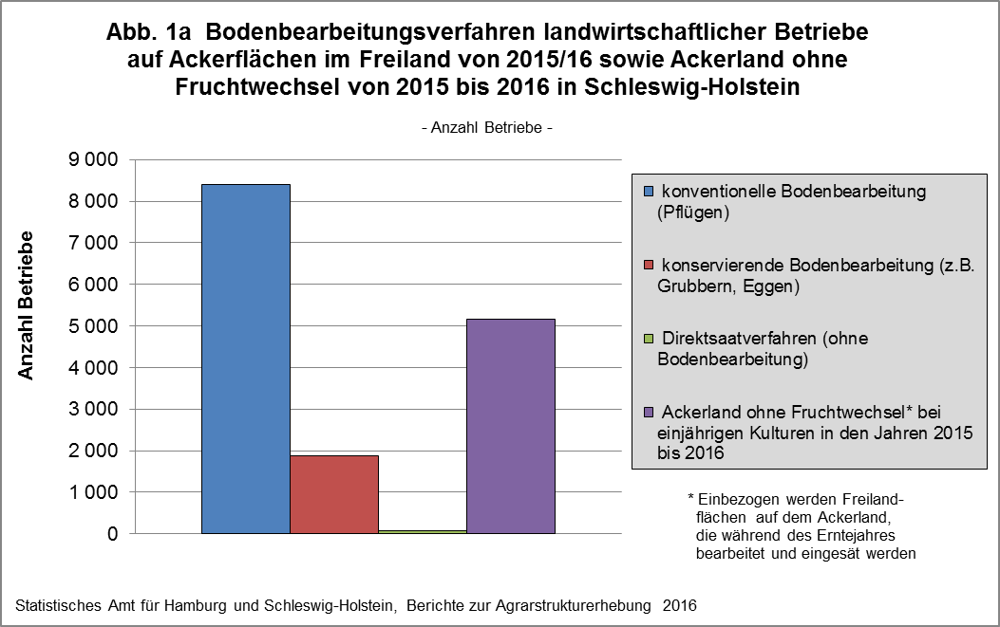 Abb. 1a  Bodenbearbeitungsverfahren landwirtschaftlicher Betriebe
auf Ackerflächen im Freiland von 2015/16 sowie Ackerland ohne
Fruchtwechsel von 2015 bis 2016 in Schleswig-Holstein
- Anzahl Betriebe -
Anzahl Betriebe
9 000
8 000
7 000
6 000
5 000
4 000
3 000
2 000
1 000
0
konventionelle Bodenbearbeitung
(Pflügen)
konservierende Bodenbearbeitung (z.B.
Grubbern, Eggen)
Direktsaatverfahren (ohne
Bodenbearbeitung)
Ackerland ohne Fruchtwechsel* bei
einjährigen Kulturen in den Jahren 2015
bis 2016
* Einbezogen werden Freiland-
flächen auf dem Ackerland,
die während des Erntejahres
bearbeitet und eingesät werden
Statistisches Amt für Hamburg und Schleswig-Holstein, Berichte zur Agrarstrukturerhebung 2016